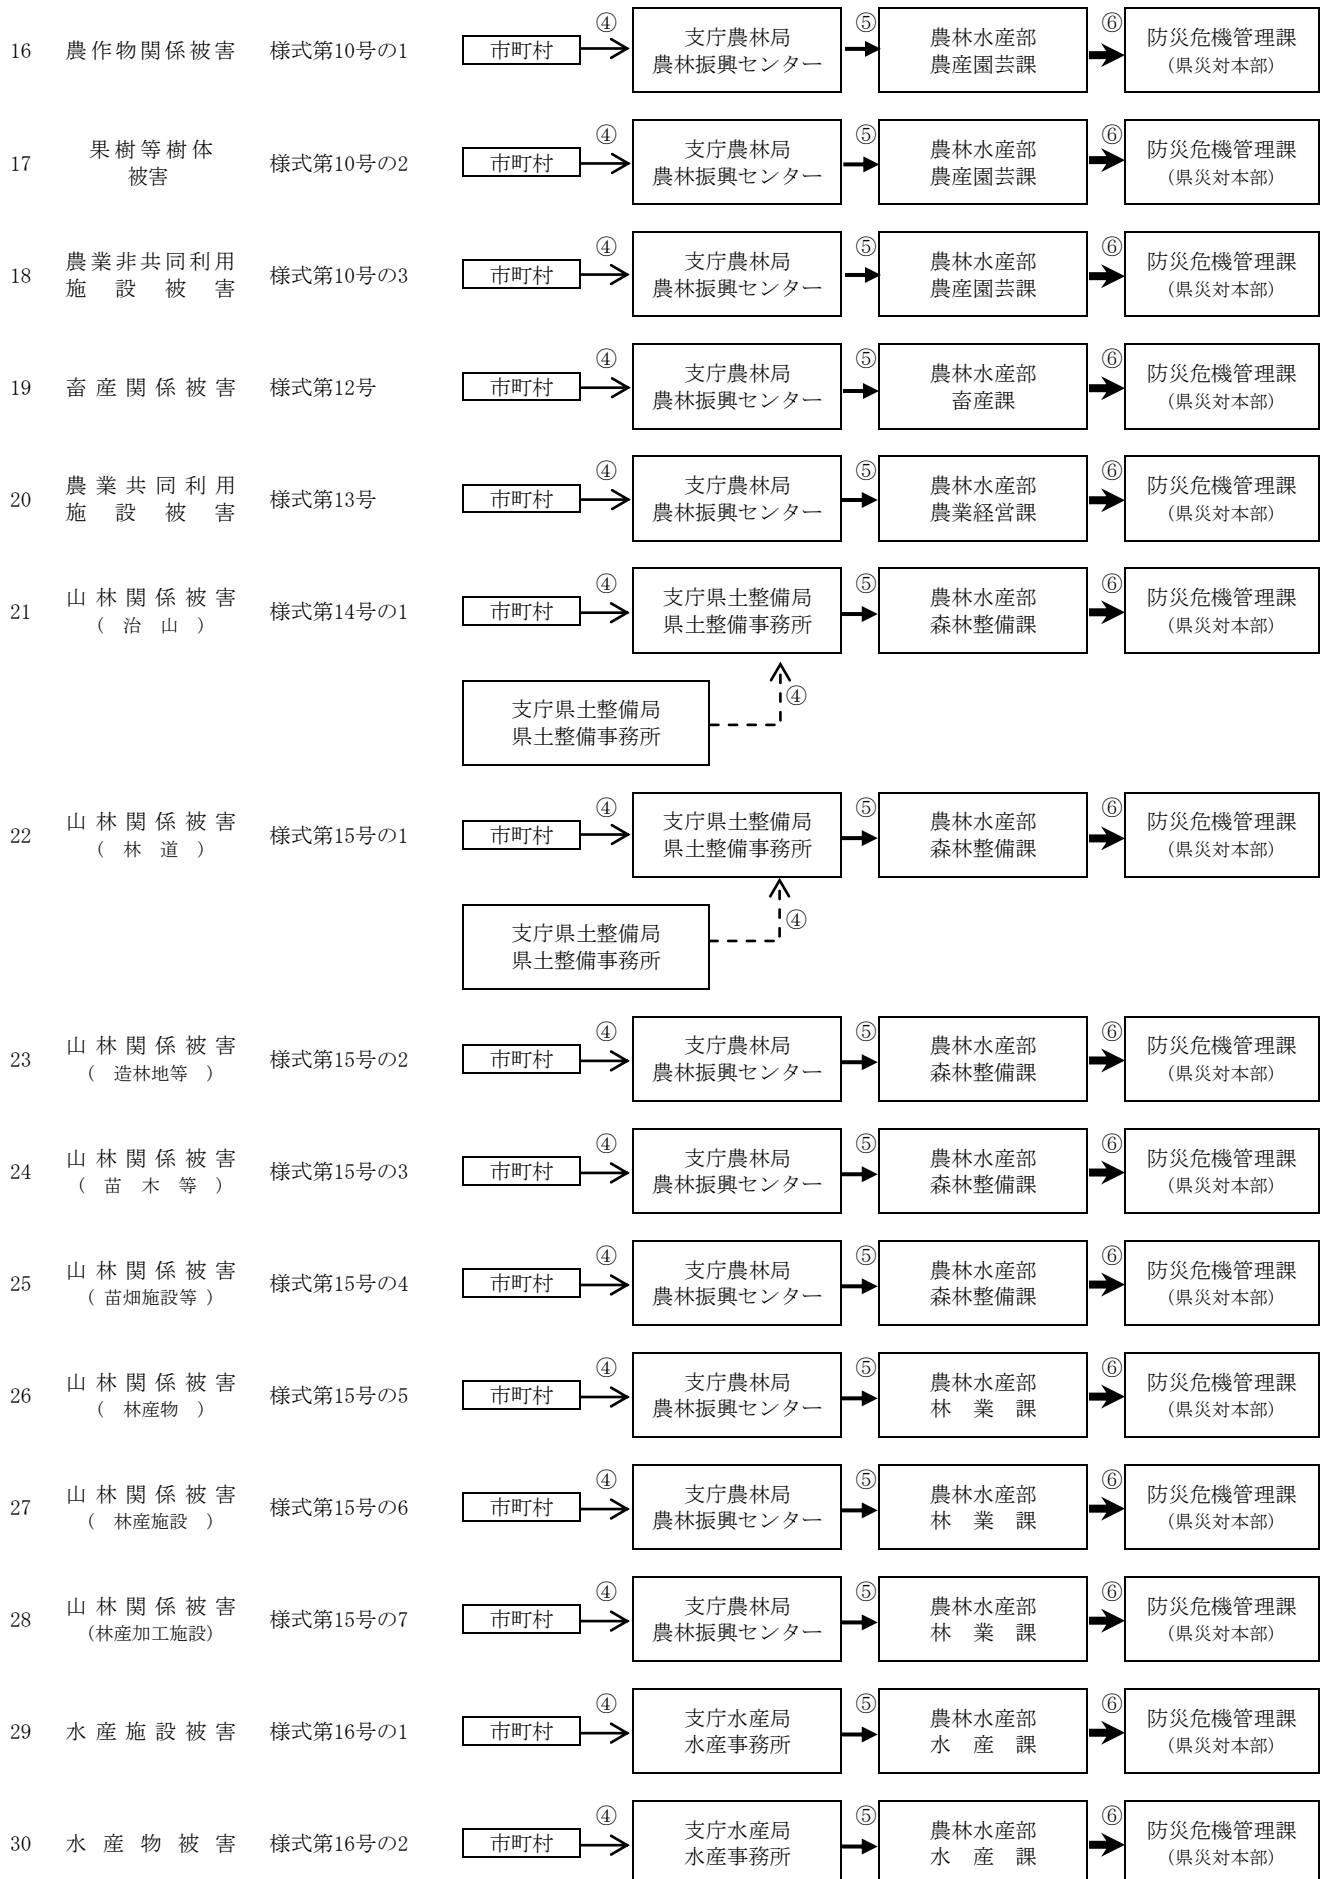 ④ ⑤ ⑥
支庁農林局 農林水産部 防災危機管理課
16 農作物関係被害 様式第10号の1 市町村
農林振興センター 農産園芸課 (県災対本部)
④ ⑤ ⑥
果樹等樹体 支庁農林局 農林水産部 防災危機管理課
17 様式第10号の2 市町村
被害 農林振興センター 農産園芸課 (県災対本部)
④ ⑤ ⑥
農業非共同利用 支庁農林局 農林水産部 防災危機管理課
18 様式第10号の3 市町村
施設被害 農林振興センター 農産園芸課 (県災対本部)
④ ⑤ ⑥
支庁農林局 農林水産部 防災危機管理課
19 畜産関係被害 様式第12号 市町村
農林振興センター 畜産課 (県災対本部)
④ ⑤ ⑥
農業共同利用 支庁農林局 農林水産部 防災危機管理課
20 様式第13号 市町村
施設被害 農林振興センター 農業経営課 (県災対本部)
④ ⑤ ⑥
山林関係被害 支庁県土整備局 農林水産部 防災危機管理課
21 様式第14号の1 市町村
(治山) 県土整備事務所 森林整備課 (県災対本部)
④
支庁県土整備局
県土整備事務所
④ ⑤ ⑥
山林関係被害 支庁県土整備局 農林水産部 防災危機管理課
22 様式第15号の1 市町村
(林道) 県土整備事務所 森林整備課 (県災対本部)
④
支庁県土整備局
県土整備事務所
④ ⑤ ⑥
山林関係被害 支庁農林局 農林水産部 防災危機管理課
23 様式第15号の2 市町村
(造林地等) 農林振興センター 森林整備課 (県災対本部)
④ ⑤ ⑥
山林関係被害 支庁農林局 農林水産部 防災危機管理課
24 様式第15号の3 市町村
(苗木等) 農林振興センター 森林整備課 (県災対本部)
④ ⑤ ⑥
山林関係被害 支庁農林局 農林水産部 防災危機管理課
25 様式第15号の4 市町村
(苗畑施設等) 農林振興センター 森林整備課 (県災対本部)
④ ⑤ ⑥
山林関係被害 支庁農林局 農林水産部 防災危機管理課
26 様式第15号の5 市町村
(林産物) 農林振興センター 林業課 (県災対本部)
④ ⑤ ⑥
山林関係被害 支庁農林局 農林水産部 防災危機管理課
27 様式第15号の6 市町村
(林産施設) 農林振興センター 林業課 (県災対本部)
④ ⑤ ⑥
山林関係被害 支庁農林局 農林水産部 防災危機管理課
28 様式第15号の7 市町村
(林産加工施設) 農林振興センター 林業課 (県災対本部)
④ ⑤ ⑥
支庁水産局 農林水産部 防災危機管理課
29 水産施設被害 様式第16号の1 市町村
水産事務所 水産課 (県災対本部)
④ ⑤ ⑥
支庁水産局 農林水産部 防災危機管理課
30 水産物被害 様式第16号の2 市町村
水産事務所 水産課 (県災対本部)